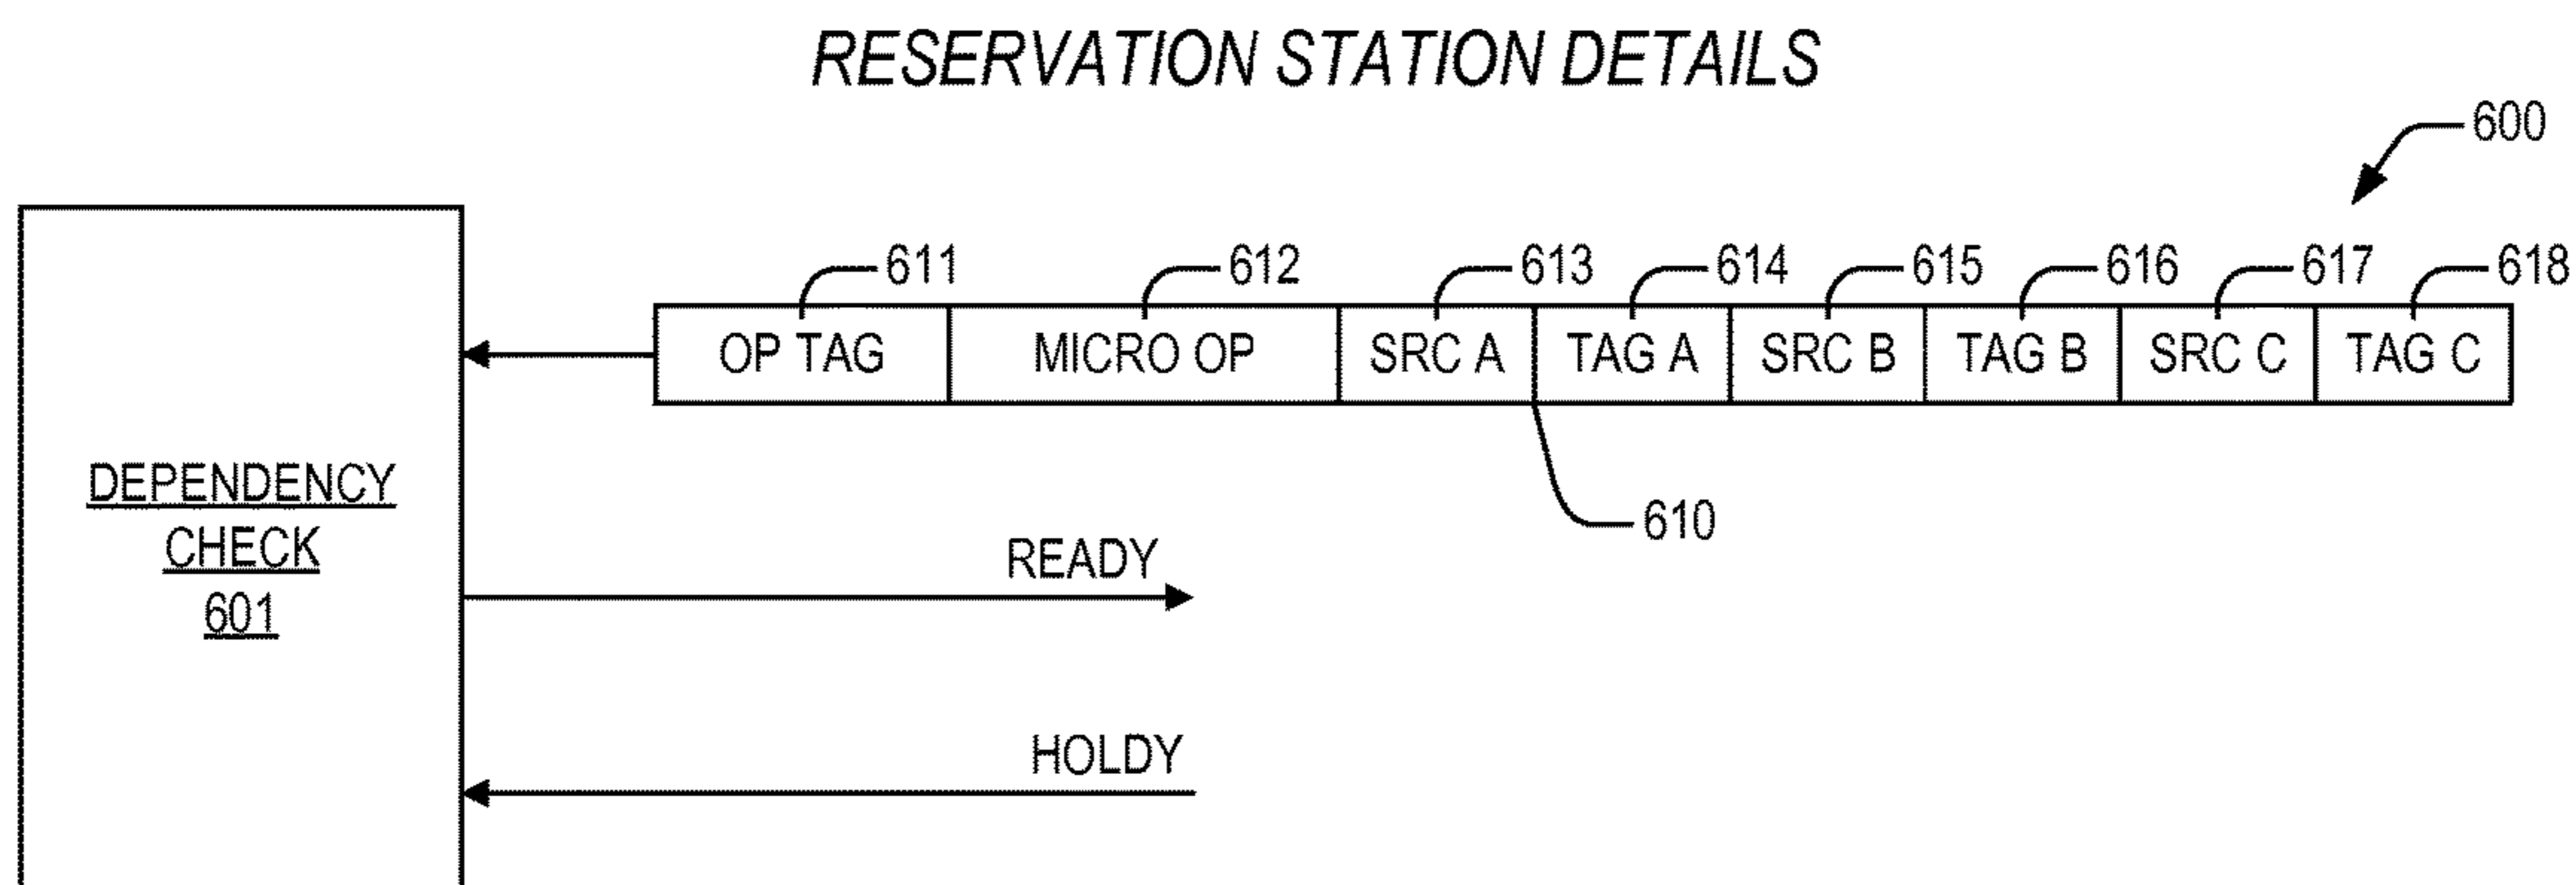 RESERVATION STATION DETAILS
600
611 612 613 614 615 616 617 618
OP TAG MICRO OP SRC A TAG A SRC B TAG B SRC C TAG C
610
DEPENDENCY
CHECK
601
READY
HOLDY